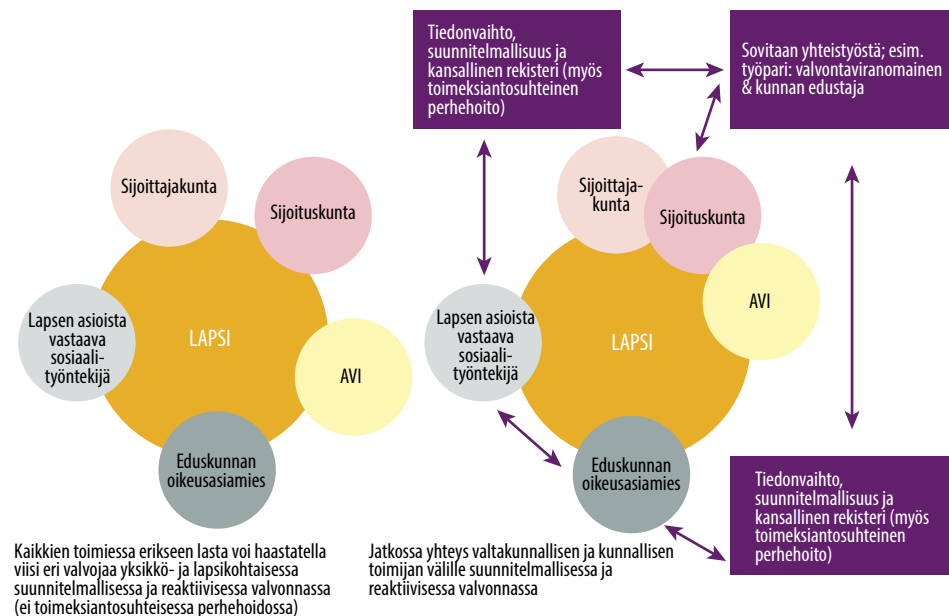 Sijoittajakunta
Sijoituskunta
Lapsen asioista
vastaava
sosiaali-
työntekijä
LAPSI
AVI
Eduskunnan
oikeusasiamies
Kaikkien toimiessa erikseen lasta voi haastatella
viisi eri valvojaa yksikkö- ja lapsikohtaisessa
suunnitelmallisessa ja reaktiivisessa valvonnassa
(ei toimeksiantosuhteisessa perhehoidossa)
Tiedonvaihto,
suunnitelmallisuus ja
kansallinen rekisteri (myös
toimeksiantosuhteinen
perhehoito)
Sovitaan yhteistyöstä; esim.
työpari: valvontaviranomainen
& kunnan edustaja
Sijoittaja-
kunta
Sijoituskunta
AVI
Lapsen asioista
vastaava
sosiaali-
työntekijä
LAPSI
Eduskunnan
oikeusasiamies
Tiedonvaihto,
suunnitelmallisuus ja
kansallinen rekisteri (myös
toimeksiantosuhteinen
perhehoito)
Jatkossa yhteys valtakunnallisen ja kunnallisen
toimijan välille suunnitelmallisessa ja
reaktiivisessa valvonnassa